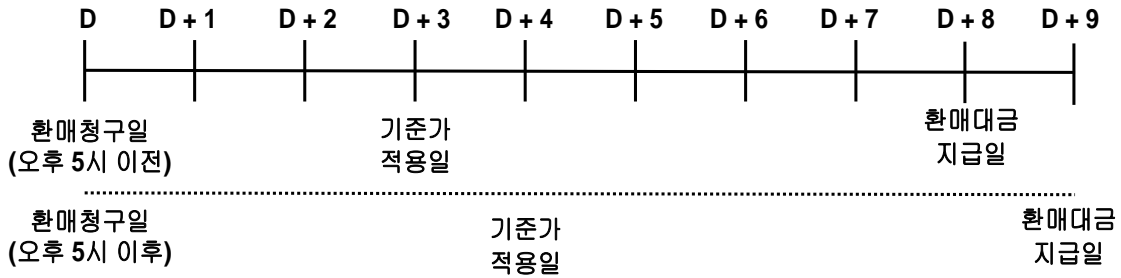 D D + 1 D + 2 D + 3 D + 4 D + 5 D + 6 D + 7 D + 8 D + 9
환매청구일 기준가 환매대금
(오후 5시 이전) 적용일 지급일
환매청구일 기준가 환매대금
(오후 5시 이후) 적용일 지급일